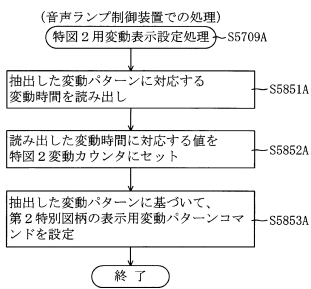 (音声ランプ制御装置での処理)
特図2用変動表示設定処理 S5709A
抽出した変動パターンに対応する
変動時間を読み出し
S5851A
読み出した変動時間に対応する値を
特図2変動カウンタにセット
S5852A
抽出した変動パターンに基づいて、
第2特別図柄の表示用変動パターンコマ
ンドを設定
S5853A
終了